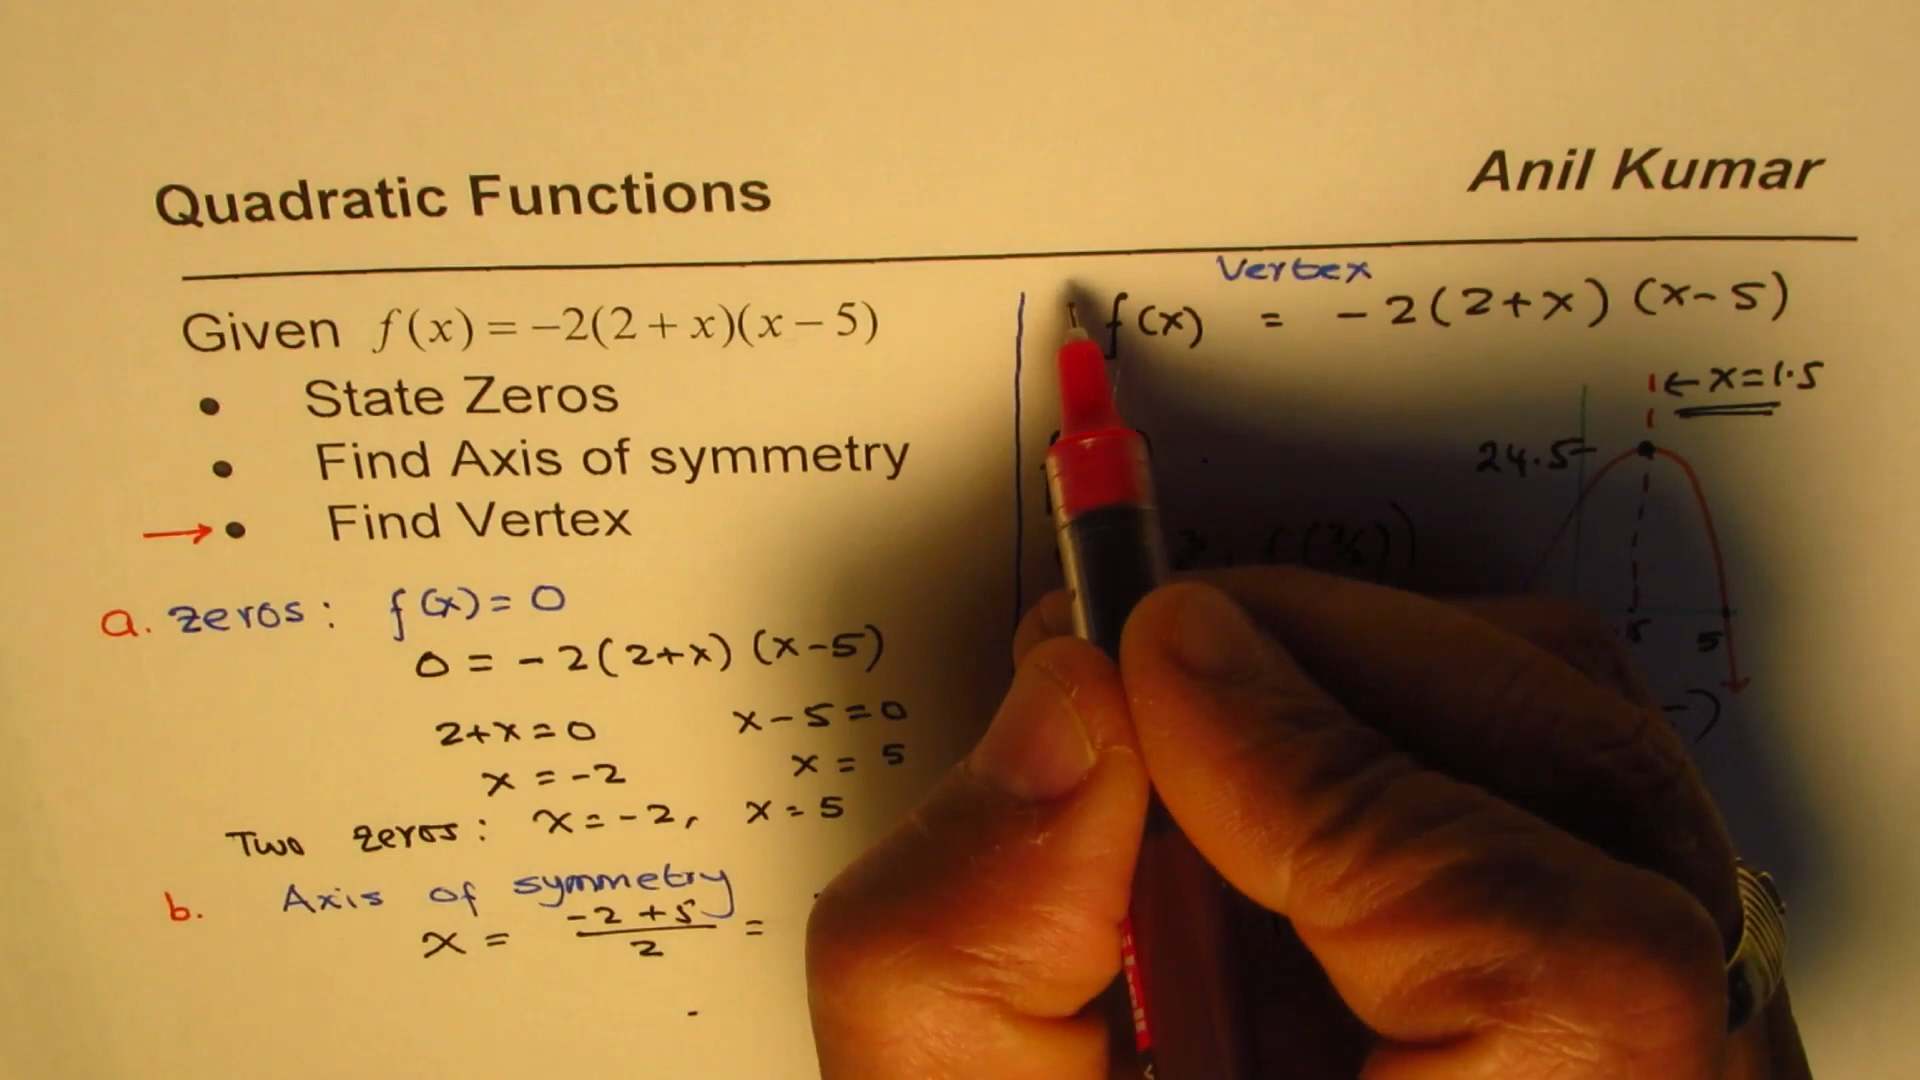 Quadratic Functions
Anil Kumar
Given f(x) = −2(2 + x)(x − 5)
• State Zeros
• Find Axis of symmetry
→ • Find Vertex
a. zeros : f(x) = 0
0 = -2(2+x) (x-5)
2+x = 0 x-5 = 0
x = -2 x = 5
Two zeros : x = -2, x = 5
b. Axis of symmetry
x = (-2+5)/2 =
Vertex
f(x) = -2(2+x) (x-5)
← x = 1.5
24.5
f(3/2))
5